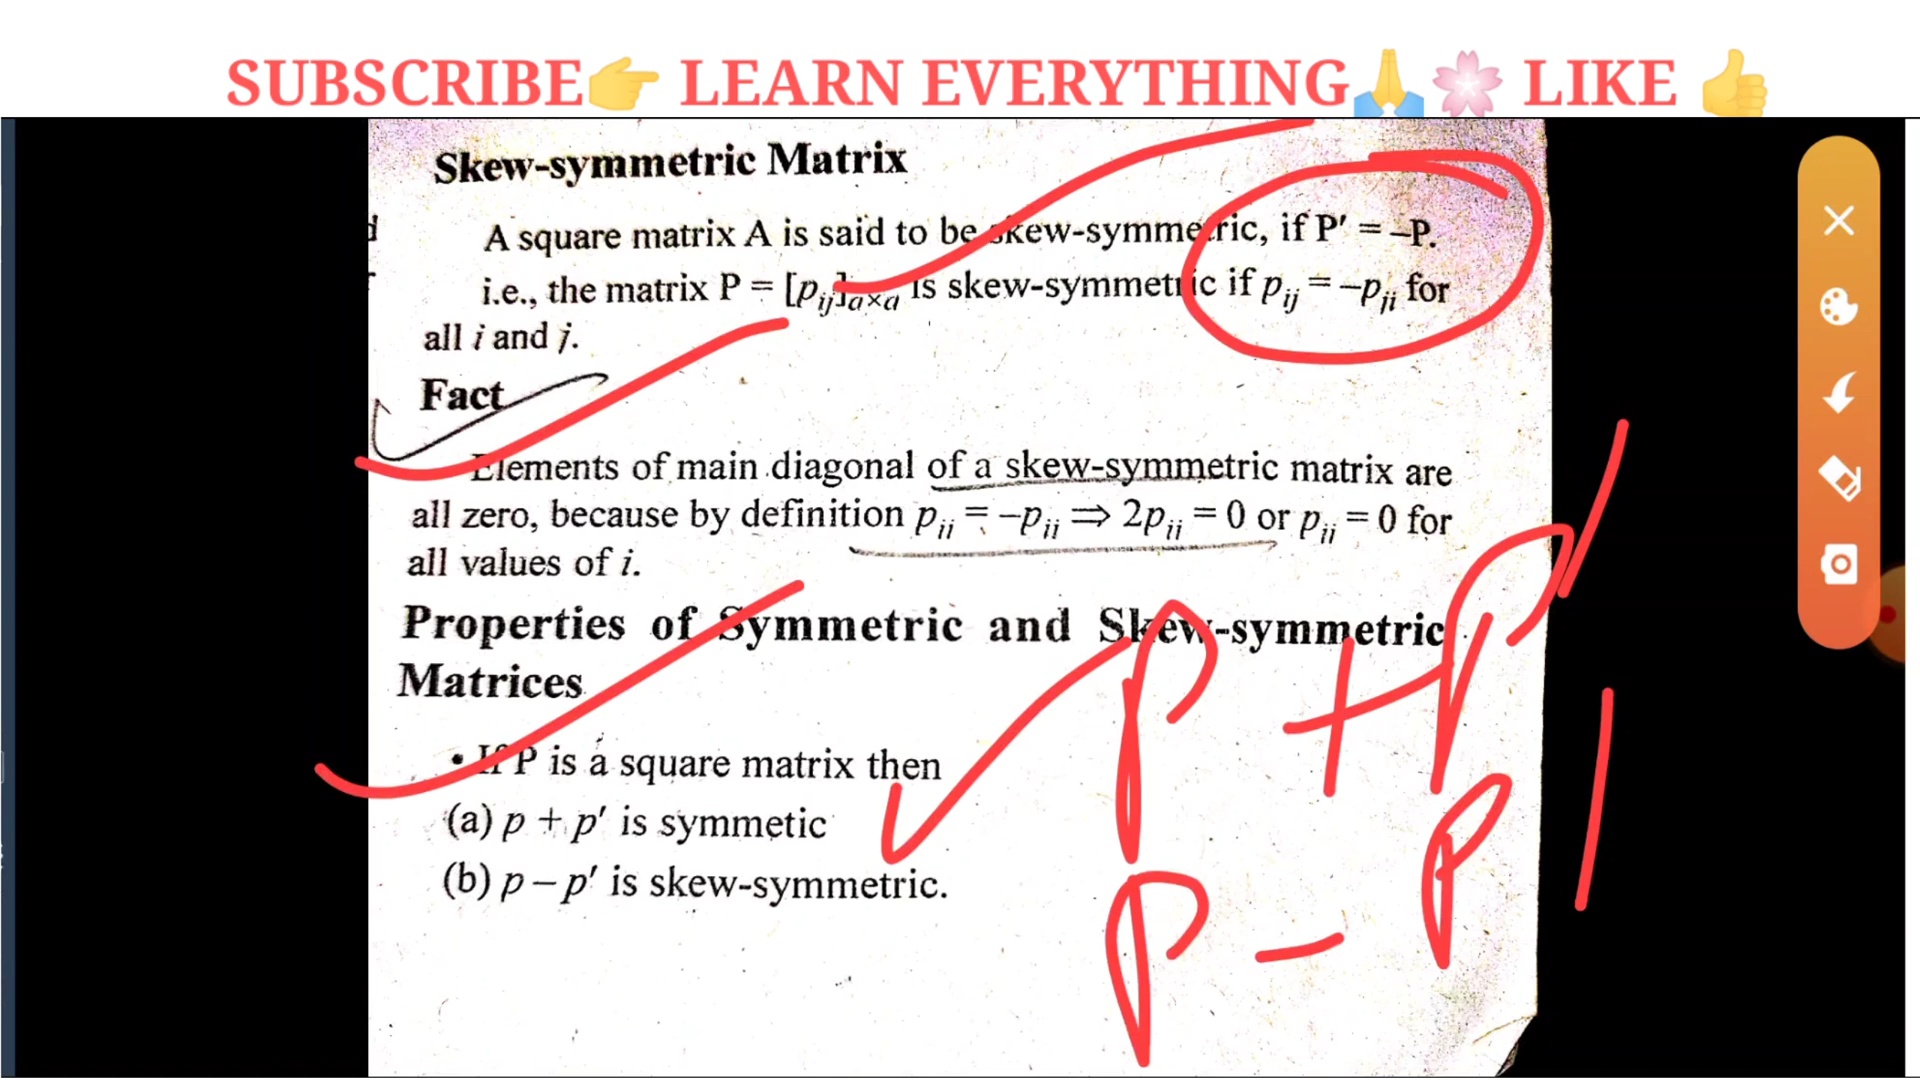 SUBSCRIBE👉 LEARN EVERYTHING🙏🌸 LIKE 👍
Skew-symmetric Matrix
d A square matrix A is said to be skew-symmetric, if P′ = –P.
i.e., the matrix P = [pᵢⱼ]ₐ×ₐ is skew-symmetric if pᵢⱼ = –pⱼᵢ for
all i and j.
Fact
Elements of main diagonal of a skew-symmetric matrix are
all zero, because by definition pᵢᵢ = –pᵢᵢ ⇒ 2pᵢᵢ = 0 or pᵢᵢ = 0 for
all values of i.
Properties of Symmetric and Skew-symmetric
Matrices
• If P is a square matrix then
(a) p + p′ is symmetic
(b) p – p′ is skew-symmetric.
P + P′
P – P′